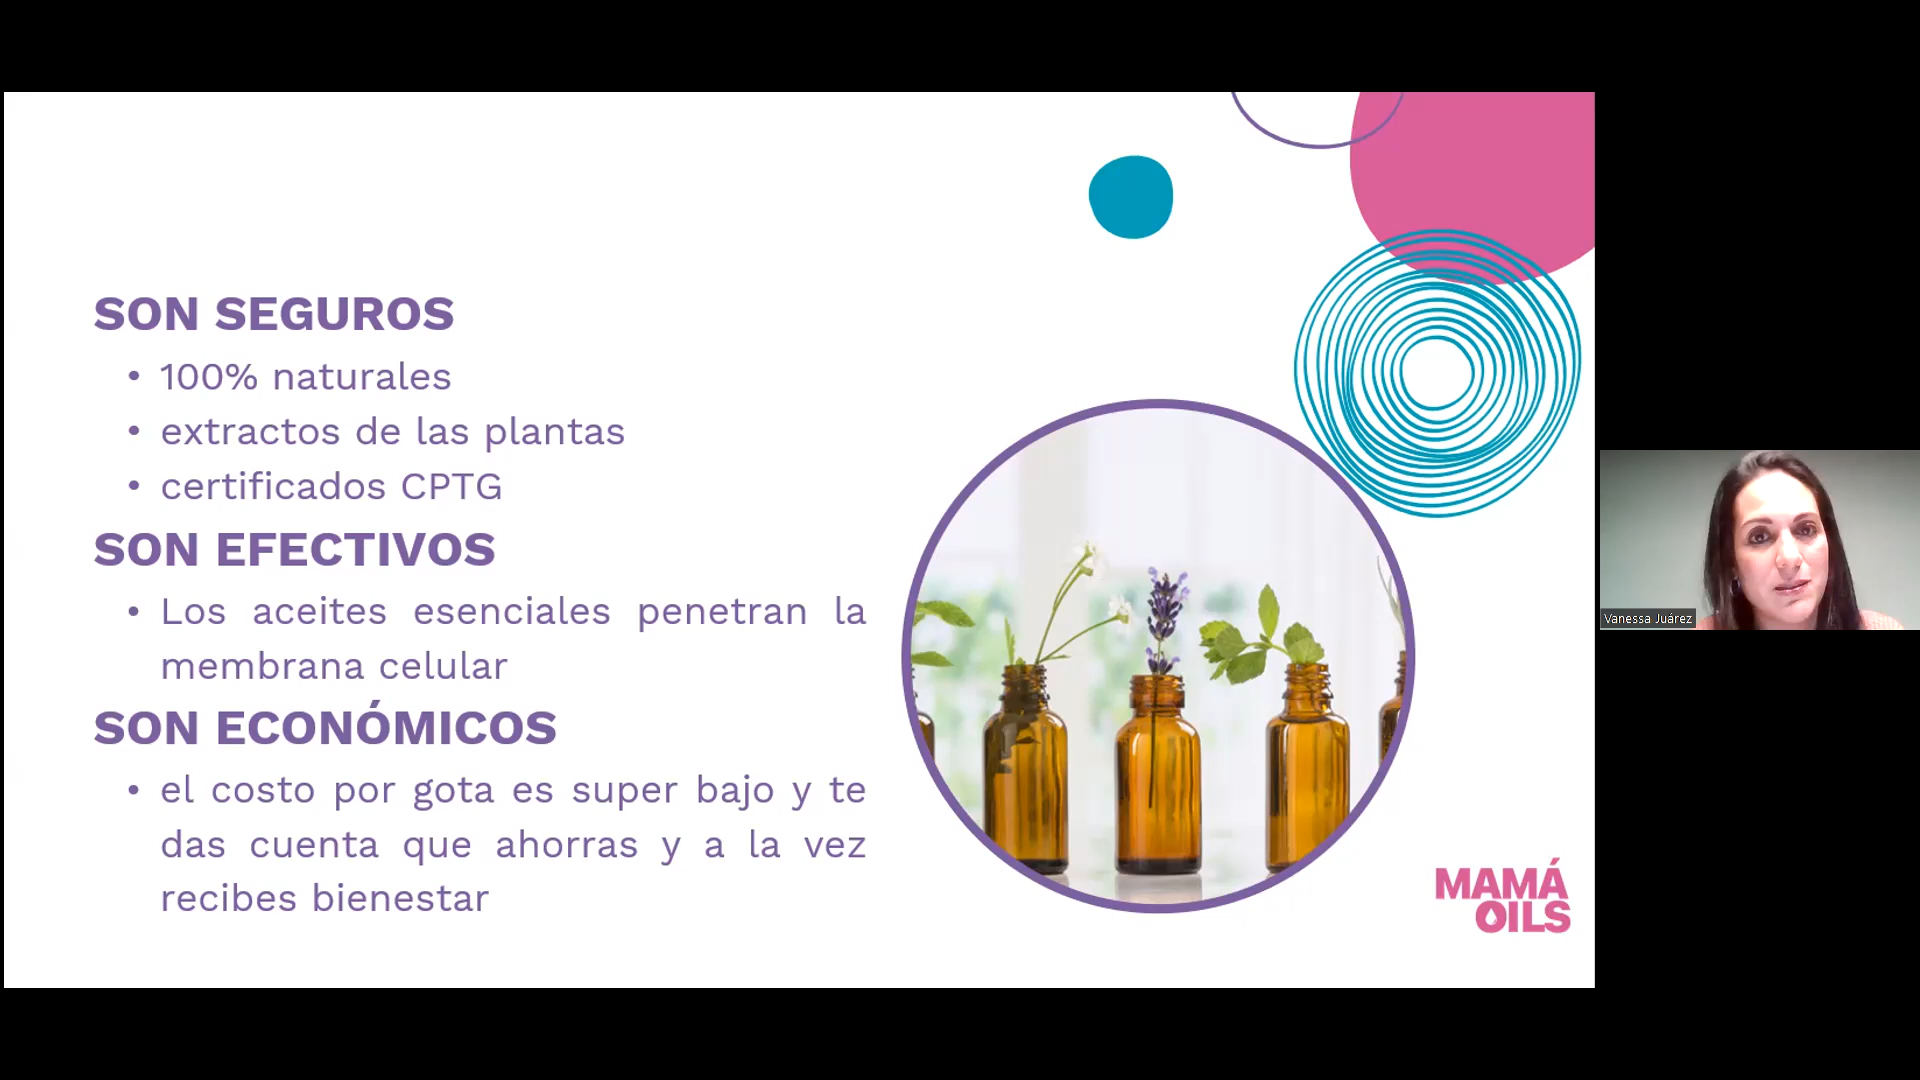 SON SEGUROS
• 100% naturales
• extractos de las plantas
• certificados CPTG
SON EFECTIVOS
• Los aceites esenciales penetran la
membrana celular
SON ECONÓMICOS
• el costo por gota es super bajo y te
das cuenta que ahorras y a la vez
recibes bienestar
MAMÁ
OILS
Vanessa Juárez